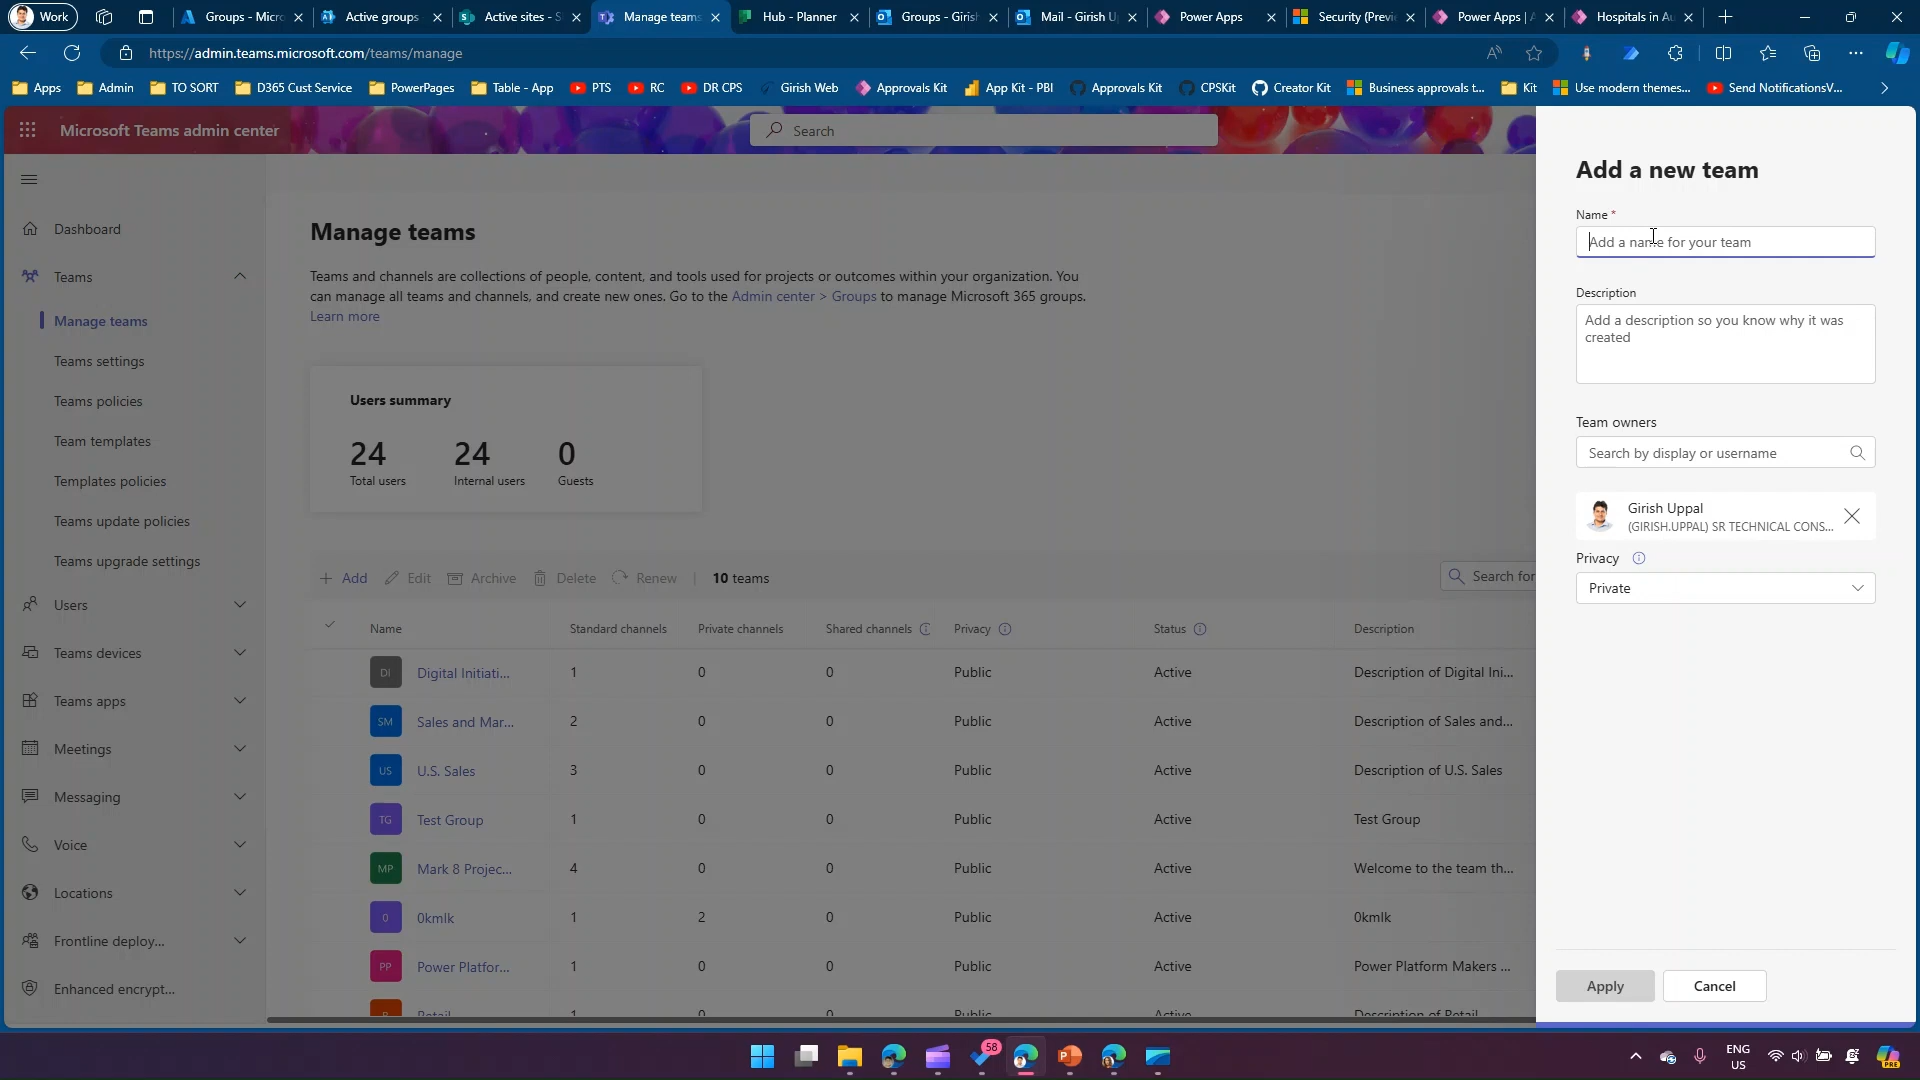 Work
Groups - Micro
Active groups
Active sites - S
Manage teams
Hub - Planner
Groups - Girish
Mail - Girish U
Power Apps
Security (Previ
Power Apps | A
Hospitals in Au
https://admin.teams.microsoft.com/teams/manage
Apps
Admin
TO SORT
D365 Cust Service
PowerPages
Table - App
PTS
RC
DR CPS
Girish Web
Approvals Kit
App Kit - PBI
Approvals Kit
CPSKit
Creator Kit
Business approvals t...
Kit
Use modern themes...
Send NotificationsV...
Microsoft Teams admin center
Search
Dashboard
Teams
Manage teams
Teams settings
Teams policies
Team templates
Templates policies
Teams update policies
Teams upgrade settings
Users
Teams devices
Teams apps
Meetings
Messaging
Voice
Locations
Frontline deploy...
Enhanced encrypt...
Manage teams
Teams and channels are collections of people, content, and tools used for projects or outcomes within your organization. You
can manage all teams and channels, and create new ones. Go to the Admin center > Groups to manage Microsoft 365 groups.
Learn more
Users summary
24 24 0
Total users Internal users Guests
Add Edit Archive Delete Renew | 10 teams
Search for
Name Standard channels Private channels Shared channels Privacy Status Description
DI Digital Initiati... 1 0 0 Public Active Description of Digital Ini...
SM Sales and Mar... 2 0 0 Public Active Description of Sales and...
US U.S. Sales 3 0 0 Public Active Description of U.S. Sales
TG Test Group 1 0 0 Public Active Test Group
MP Mark 8 Projec... 4 0 0 Public Active Welcome to the team th...
0 0kmlk 1 2 0 Public Active 0kmlk
PP Power Platfor... 1 0 0 Public Active Power Platform Makers ...
R Retail 1 0 0 Public Active Description of Retail
Add a new team
Name *
Add a name for your team
Description
Add a description so you know why it was
created
Team owners
Search by display or username
Girish Uppal
(GIRISH.UPPAL) SR TECHNICAL CONS...
Privacy
Private
Apply
Cancel
58
ENG
US
PRE